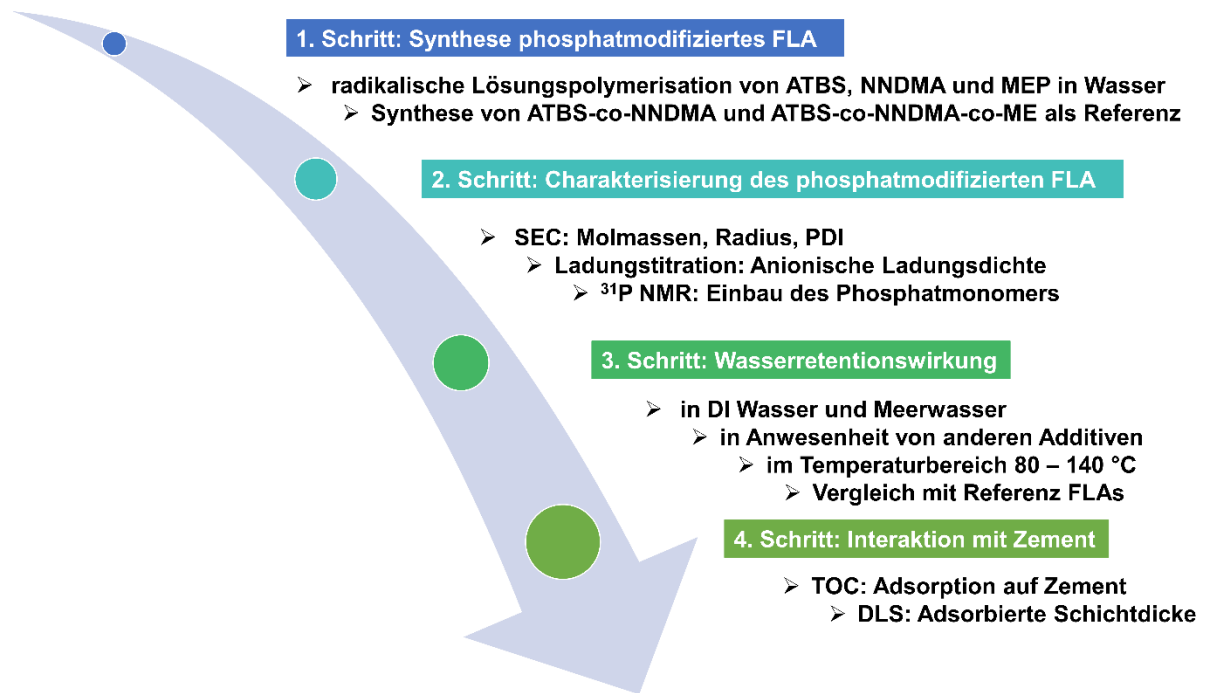 1. Schritt: Synthese phosphatmodifiziertes FLA
➢ radikalische Lösungspolymerisation von ATBS, NNDMA und MEP in Wasser
➢ Synthese von ATBS-co-NNDMA und ATBS-co-NNDMA-co-ME als Referenz
2. Schritt: Charakterisierung des phosphatmodifizierten FLA
➢ SEC: Molmassen, Radius, PDI
➢ Ladungstitration: Anionische Ladungsdichte
➢ ³¹P NMR: Einbau des Phosphatmonomers
3. Schritt: Wasserretentionswirkung
➢ in DI Wasser und Meerwasser
➢ in Anwesenheit von anderen Additiven
➢ im Temperaturbereich 80 – 140 °C
➢ Vergleich mit Referenz FLAs
4. Schritt: Interaktion mit Zement
➢ TOC: Adsorption auf Zement
➢ DLS: Adsorbierte Schichtdicke